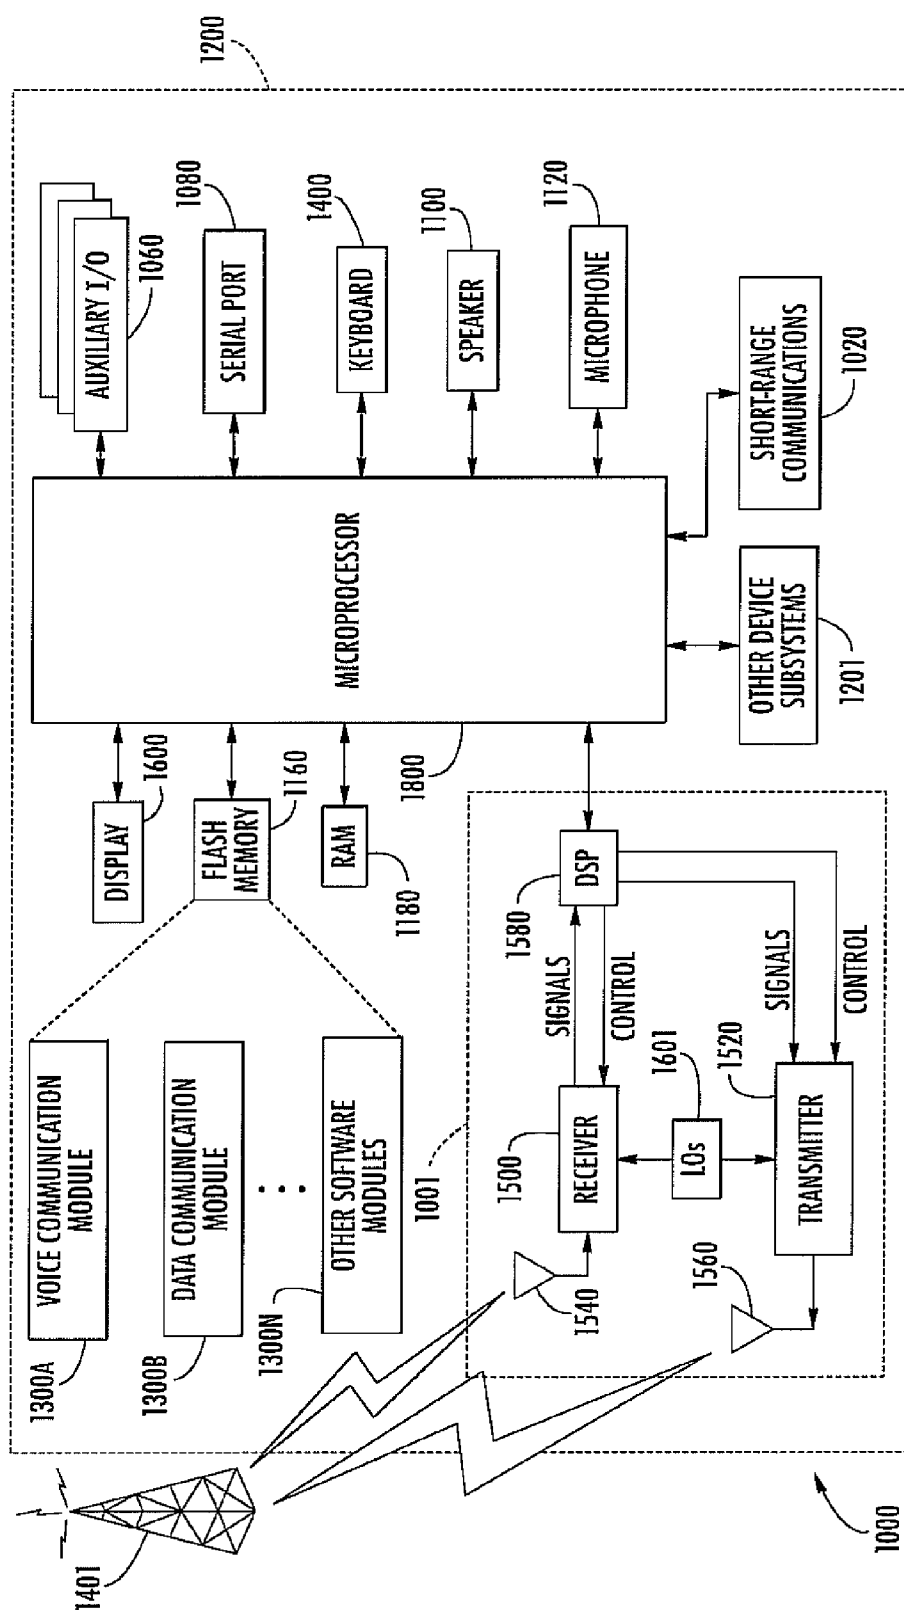 1200
AUXILIARY I/O
1060
SERIAL PORT
1080
KEYBOARD
1400
SPEAKER
1100
MICROPHONE
1120
SHORT-RANGE
COMMUNICATIONS
1020
OTHER DEVICE
SUBSYSTEMS
1201
MICROPROCESSOR
1800
DISPLAY
1600
FLASH
MEMORY
1160
RAM
1180
VOICE COMMUNICATION
MODULE
1300A
DATA COMMUNICATION
MODULE
1300B
OTHER SOFTWARE
MODULES
1300N
1001
DSP
1580
SIGNALS
CONTROL
SIGNALS
CONTROL
RECEIVER
1500
LOs
1601
TRANSMITTER
1520
1540
1560
1401
1000